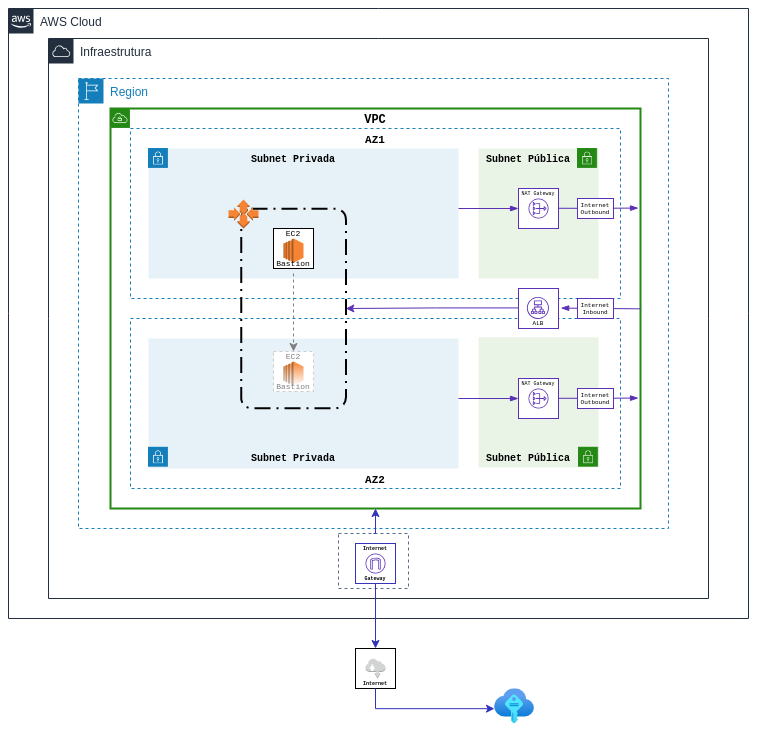 aws
AWS Cloud
Infraestrutura
Region
VPC
AZ1
Subnet Privada
Subnet Pública
NAT Gateway
Internet
Outbound
EC2
Bastion
Internet
Inbound
ALB
EC2
Bastion
NAT Gateway
Internet
Outbound
Subnet Privada
Subnet Pública
AZ2
Internet
Gateway
Internet